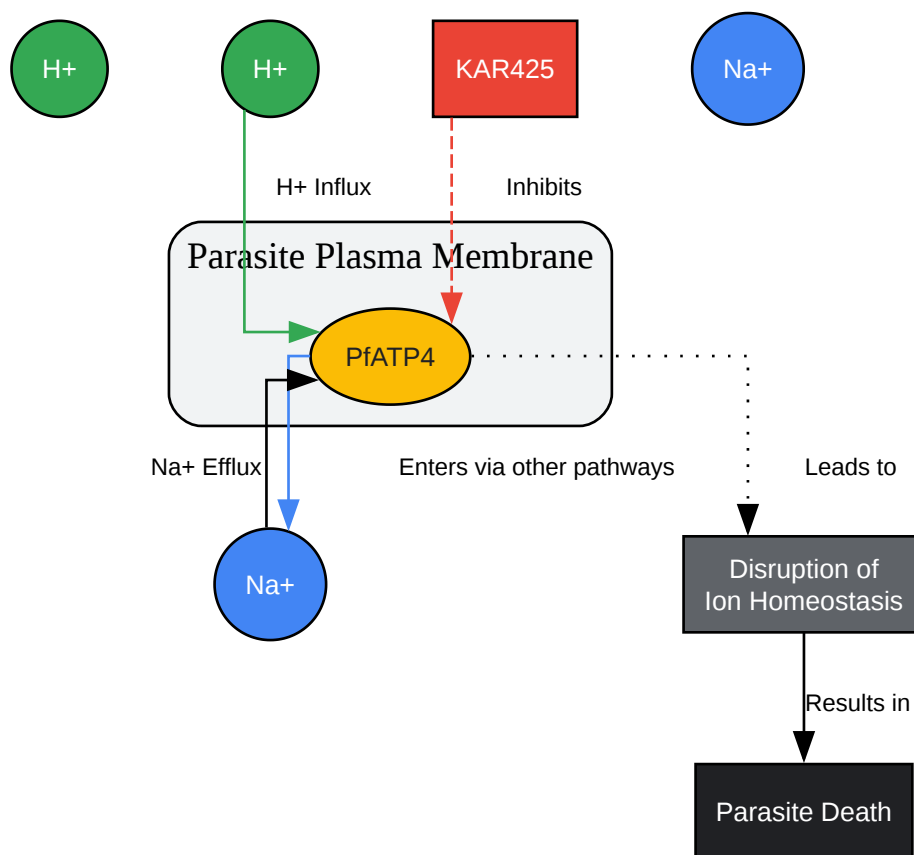 H+
H+
KAR425
Na+
H+ Influx
Inhibits
Parasite Plasma Membrane
PfATP4
Na+ Efflux
Enters via other pathways
Leads to
Na+
Disruption of
Ion Homeostasis
Results in
Parasite Death